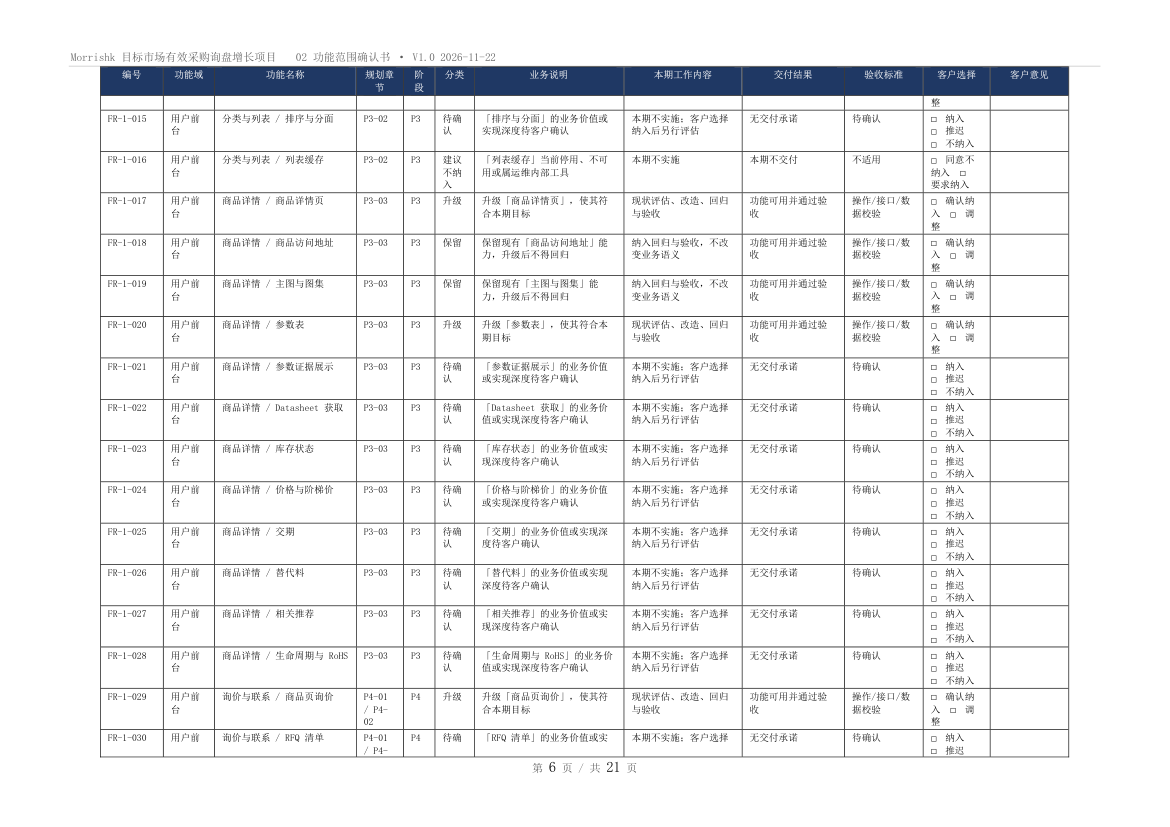 Morrishk 目标市场有效采购询盘增长项目 02 功能范围确认书 • V1.0 2026-11-22
编号 功能域 功能名称 规划章节 阶段 分类 业务说明 本期工作内容 交付结果 验收标准 客户选择 客户意见
整
FR-1-015 用户前台 分类与列表 / 排序与分面 P3-02 P3 待确认 「排序与分面」的业务价值或实现深度待客户确认 本期不实施；客户选择纳入后另行评估 无交付承诺 待确认 □ 纳入 □ 推迟 □ 不纳入
FR-1-016 用户前台 分类与列表 / 列表缓存 P3-02 P3 建议不纳入 「列表缓存」当前停用、不可用或属运维内部工具 本期不实施 本期不交付 不适用 □ 同意不纳入 □ 要求纳入
FR-1-017 用户前台 商品详情 / 商品详情页 P3-03 P3 升级 升级「商品详情页」，使其符合本期目标 现状评估、改造、回归与验收 功能可用并通过验收 操作/接口/数据校验 □ 确认纳入 □ 调整
FR-1-018 用户前台 商品详情 / 商品访问地址 P3-03 P3 保留 保留现有「商品访问地址」能力，升级后不得回归 纳入回归与验收，不改变业务语义 功能可用并通过验收 操作/接口/数据校验 □ 确认纳入 □ 调整
FR-1-019 用户前台 商品详情 / 主图与图集 P3-03 P3 保留 保留现有「主图与图集」能力，升级后不得回归 纳入回归与验收，不改变业务语义 功能可用并通过验收 操作/接口/数据校验 □ 确认纳入 □ 调整
FR-1-020 用户前台 商品详情 / 参数表 P3-03 P3 升级 升级「参数表」，使其符合本期目标 现状评估、改造、回归与验收 功能可用并通过验收 操作/接口/数据校验 □ 确认纳入 □ 调整
FR-1-021 用户前台 商品详情 / 参数证据展示 P3-03 P3 待确认 「参数证据展示」的业务价值或实现深度待客户确认 本期不实施；客户选择纳入后另行评估 无交付承诺 待确认 □ 纳入 □ 推迟 □ 不纳入
FR-1-022 用户前台 商品详情 / Datasheet 获取 P3-03 P3 待确认 「Datasheet 获取」的业务价值或实现深度待客户确认 本期不实施；客户选择纳入后另行评估 无交付承诺 待确认 □ 纳入 □ 推迟 □ 不纳入
FR-1-023 用户前台 商品详情 / 库存状态 P3-03 P3 待确认 「库存状态」的业务价值或实现深度待客户确认 本期不实施；客户选择纳入后另行评估 无交付承诺 待确认 □ 纳入 □ 推迟 □ 不纳入
FR-1-024 用户前台 商品详情 / 价格与阶梯价 P3-03 P3 待确认 「价格与阶梯价」的业务价值或实现深度待客户确认 本期不实施；客户选择纳入后另行评估 无交付承诺 待确认 □ 纳入 □ 推迟 □ 不纳入
FR-1-025 用户前台 商品详情 / 交期 P3-03 P3 待确认 「交期」的业务价值或实现深度待客户确认 本期不实施；客户选择纳入后另行评估 无交付承诺 待确认 □ 纳入 □ 推迟 □ 不纳入
FR-1-026 用户前台 商品详情 / 替代料 P3-03 P3 待确认 「替代料」的业务价值或实现深度待客户确认 本期不实施；客户选择纳入后另行评估 无交付承诺 待确认 □ 纳入 □ 推迟 □ 不纳入
FR-1-027 用户前台 商品详情 / 相关推荐 P3-03 P3 待确认 「相关推荐」的业务价值或实现深度待客户确认 本期不实施；客户选择纳入后另行评估 无交付承诺 待确认 □ 纳入 □ 推迟 □ 不纳入
FR-1-028 用户前台 商品详情 / 生命周期与 RoHS P3-03 P3 待确认 「生命周期与 RoHS」的业务价值或实现深度待客户确认 本期不实施；客户选择纳入后另行评估 无交付承诺 待确认 □ 纳入 □ 推迟 □ 不纳入
FR-1-029 用户前台 询价与联系 / 商品页询价 P4-01 / P4-02 P4 升级 升级「商品页询价」，使其符合本期目标 现状评估、改造、回归与验收 功能可用并通过验收 操作/接口/数据校验 □ 确认纳入 □ 调整
FR-1-030 用户前 询价与联系 / RFQ 清单 P4-01 / P4- P4 待确 「RFQ 清单」的业务价值或实 本期不实施；客户选择 无交付承诺 待确认 □ 纳入 □ 推迟
第 6 页 / 共 21 页